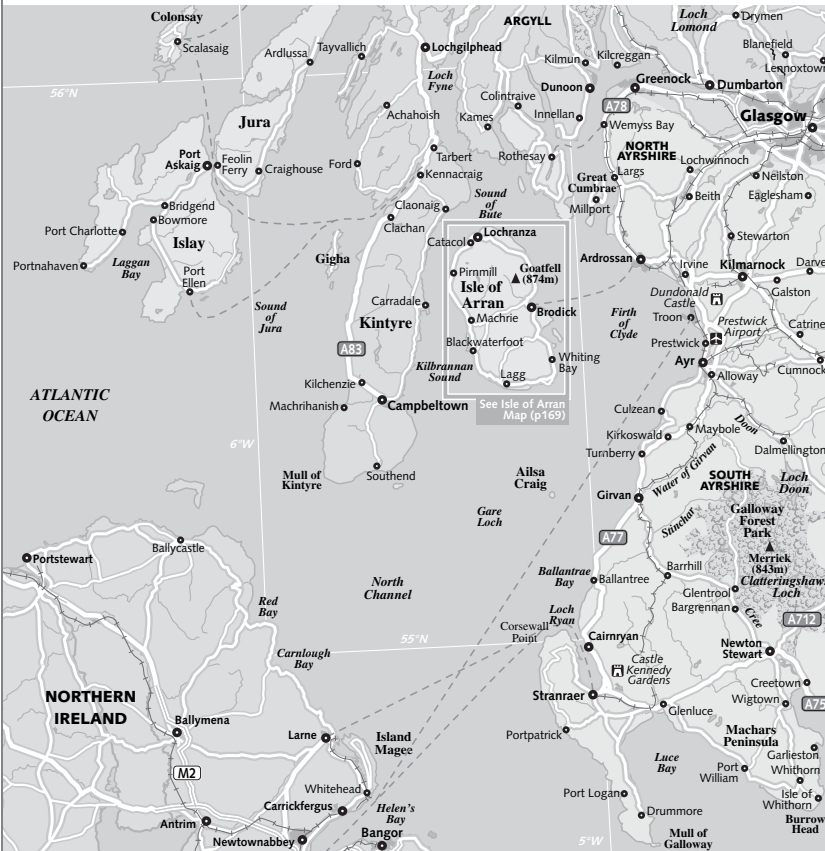 Colonsay
Scalasaig
Ardlussa
Tayvallich
Lochgilphead
ARGYLL
Loch
Lomond
Drymen
Blanefield
Lennoxtow
Kilmun
Kilcreggan
56°N
Loch
Fyne
Dunoon
Greenock
Dumbarton
Colintraive
A78
Jura
Achahoish
Kames
Innellan
Wemyss Bay
Glasgow
Port
Askaig
Feolin
Ferry
Craighouse
Ford
Tarbert
Kennacraig
Rothesay
NORTH
AYRSHIRE
Lochwinnoch
Great
Cumbrae
Largs
Neilston
Bridgend
Bowmore
Claonaig
Sound
of
Bute
Millport
Beith
Eaglesham
Port Charlotte
Islay
Clachan
Lochranza
Catacol
Stewarton
Portnahaven
Laggan
Bay
Gigha
Pirnmill
Goatfell
(874m)
Ardrossan
Irvine
Kilmarnock
Darve
Port
Ellen
Isle of
Arran
Dundonald
Castle
Galston
Sound
of
Jura
Carradale
Brodick
Firth
of
Clyde
Troon
Prestwick
Airport
Catrine
Kintyre
Machrie
A83
Blackwaterfoot
Prestwick
Kilbrannan
Sound
Whiting
Bay
Ayr
Cumnock
Kilchenzie
Lagg
Alloway
ATLANTIC
OCEAN
Machrihanish
Campbeltown
See Isle of Arran
Map (p169)
Culzean
Doon
Kirkoswald
Maybole
6°W
Turnberry
Water of Girvan
Dalmellington
Mull of
Kintyre
Southend
Ailsa
Craig
SOUTH
AYRSHIRE
Loch
Doon
Girvan
Gare
Loch
Stinchar
Galloway
Forest
Park
Portstewart
Ballycastle
A77
Merrick
(843m)
North
Channel
Ballantrae
Bay
Ballantree
Barrhill
Clatteringshaws
Loch
Red
Bay
Glentrool
Bargrennan
Loch
Ryan
Cree
A712
Corsewall
Point
55°N
Carnlough
Bay
Cairnryan
Newton
Stewart
Castle
Kennedy
Gardens
NORTHERN
IRELAND
Stranraer
Creetown
A75
Ballymena
Glenluce
Wigtown
Larne
Island
Magee
Portpatrick
Machars
Peninsula
M2
Luce
Bay
Port
William
Garlieston
Whithorn
Whitehead
Port Logan
Isle of
Whithorn
Carrickfergus
Helen's
Bay
Drummore
Burrow
Head
Antrim
Newtownabbey
Bangor
5°W
Mull of
Galloway